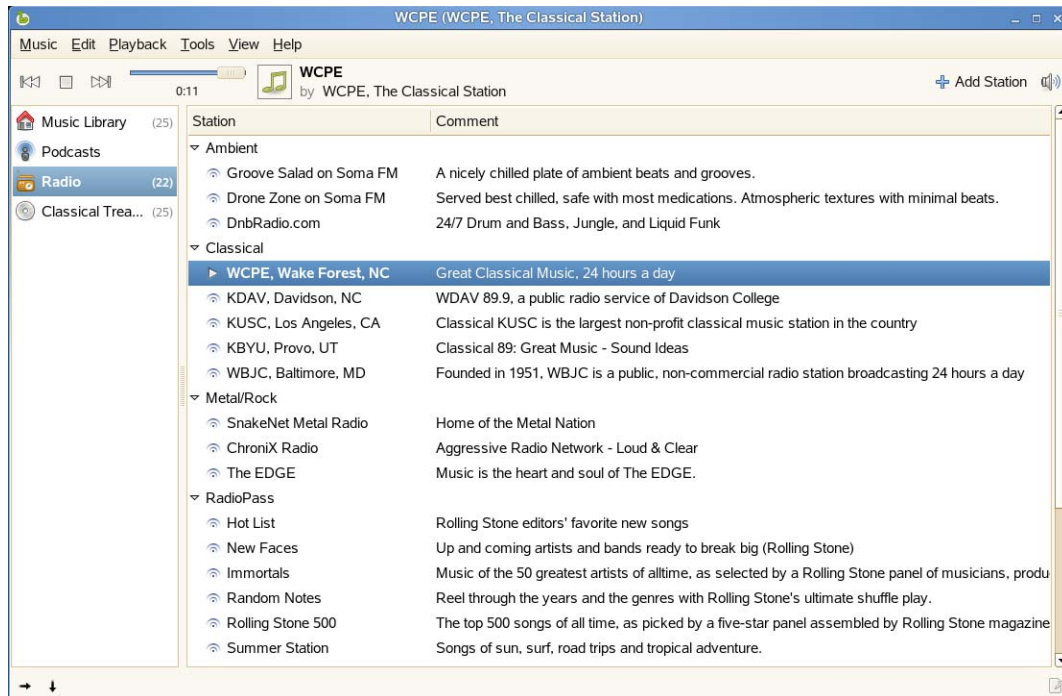 WCPE (WCPE, The Classical Station)
Music Edit Playback Tools View Help
WCPE
by WCPE, The Classical Station
0:11
Add Station
Music Library (25)
Podcasts
Radio (22)
Classical Trea... (25)
Station Comment
Ambient
Groove Salad on Soma FM A nicely chilled plate of ambient beats and grooves.
Drone Zone on Soma FM Served best chilled, safe with most medications. Atmospheric textures with minimal beats.
DnbRadio.com 24/7 Drum and Bass, Jungle, and Liquid Funk
Classical
WCPE, Wake Forest, NC Great Classical Music, 24 hours a day
KDAV, Davidson, NC WDAV 89.9, a public radio service of Davidson College
KUSC, Los Angeles, CA Classical KUSC is the largest non-profit classical music station in the country
KBYU, Provo, UT Classical 89: Great Music - Sound Ideas
WBJC, Baltimore, MD Founded in 1951, WBJC is a public, non-commercial radio station broadcasting 24 hours a day
Metal/Rock
SnakeNet Metal Radio Home of the Metal Nation
ChroniX Radio Aggressive Radio Network - Loud & Clear
The EDGE Music is the heart and soul of The EDGE.
RadioPass
Hot List Rolling Stone editors' favorite new songs
New Faces Up and coming artists and bands ready to break big (Rolling Stone)
Immortals Music of the 50 greatest artists of alltime, as selected by a Rolling Stone panel of musicians, produ
Random Notes Reel through the years and the genres with Rolling Stone's ultimate shuffle play.
Rolling Stone 500 The top 500 songs of all time, as picked by a five-star panel assembled by Rolling Stone magazine
Summer Station Songs of sun, surf, road trips and tropical adventure.